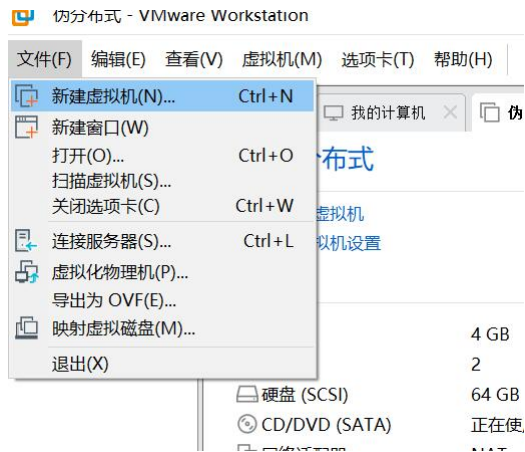 伪分布式 - VMware Workstation
文件(F) 编辑(E) 查看(V) 虚拟机(M) 选项卡(T) 帮助(H)
新建虚拟机(N)... Ctrl+N
我的计算机
伪
新建窗口(W)
打开(O)... Ctrl+O
布式
扫描虚拟机(S)...
关闭选项卡(C) Ctrl+W
虚拟机
连接服务器(S)... Ctrl+L
拟机设置
虚拟化物理机(P)...
导出为 OVF(E)...
映射虚拟磁盘(M)...
4 GB
退出(X)
2
硬盘 (SCSI) 64 GB
CD/DVD (SATA) 正在使